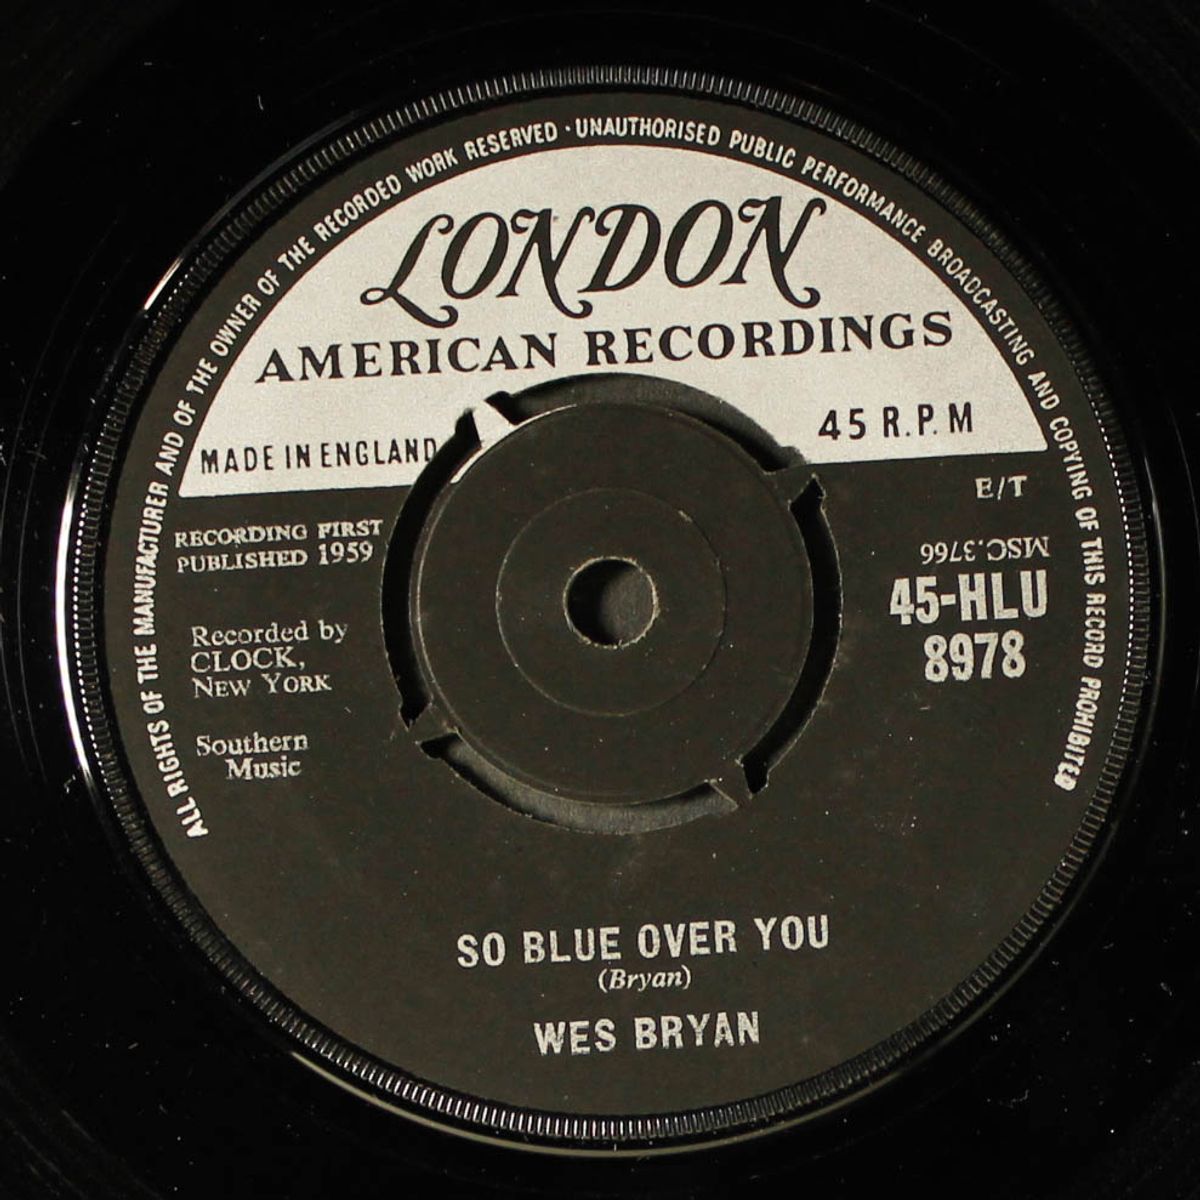 ALL RIGHTS OF THE MANUFACTURER AND OF THE OWNER OF THE RECORDED WORK RESERVED · UNAUTHORISED PUBLIC PERFORMANCE BROADCASTING AND COPYING OF THIS RECORD PROHIBITED
LONDON
AMERICAN RECORDINGS
MADE IN ENGLAND
45 R.P.M
E/T
RECORDING FIRST
PUBLISHED 1959
MSC.3766
45-HLU
8978
Recorded by
CLOCK,
NEW YORK
Southern
Music
SO BLUE OVER YOU
(Bryan)
WES BRYAN